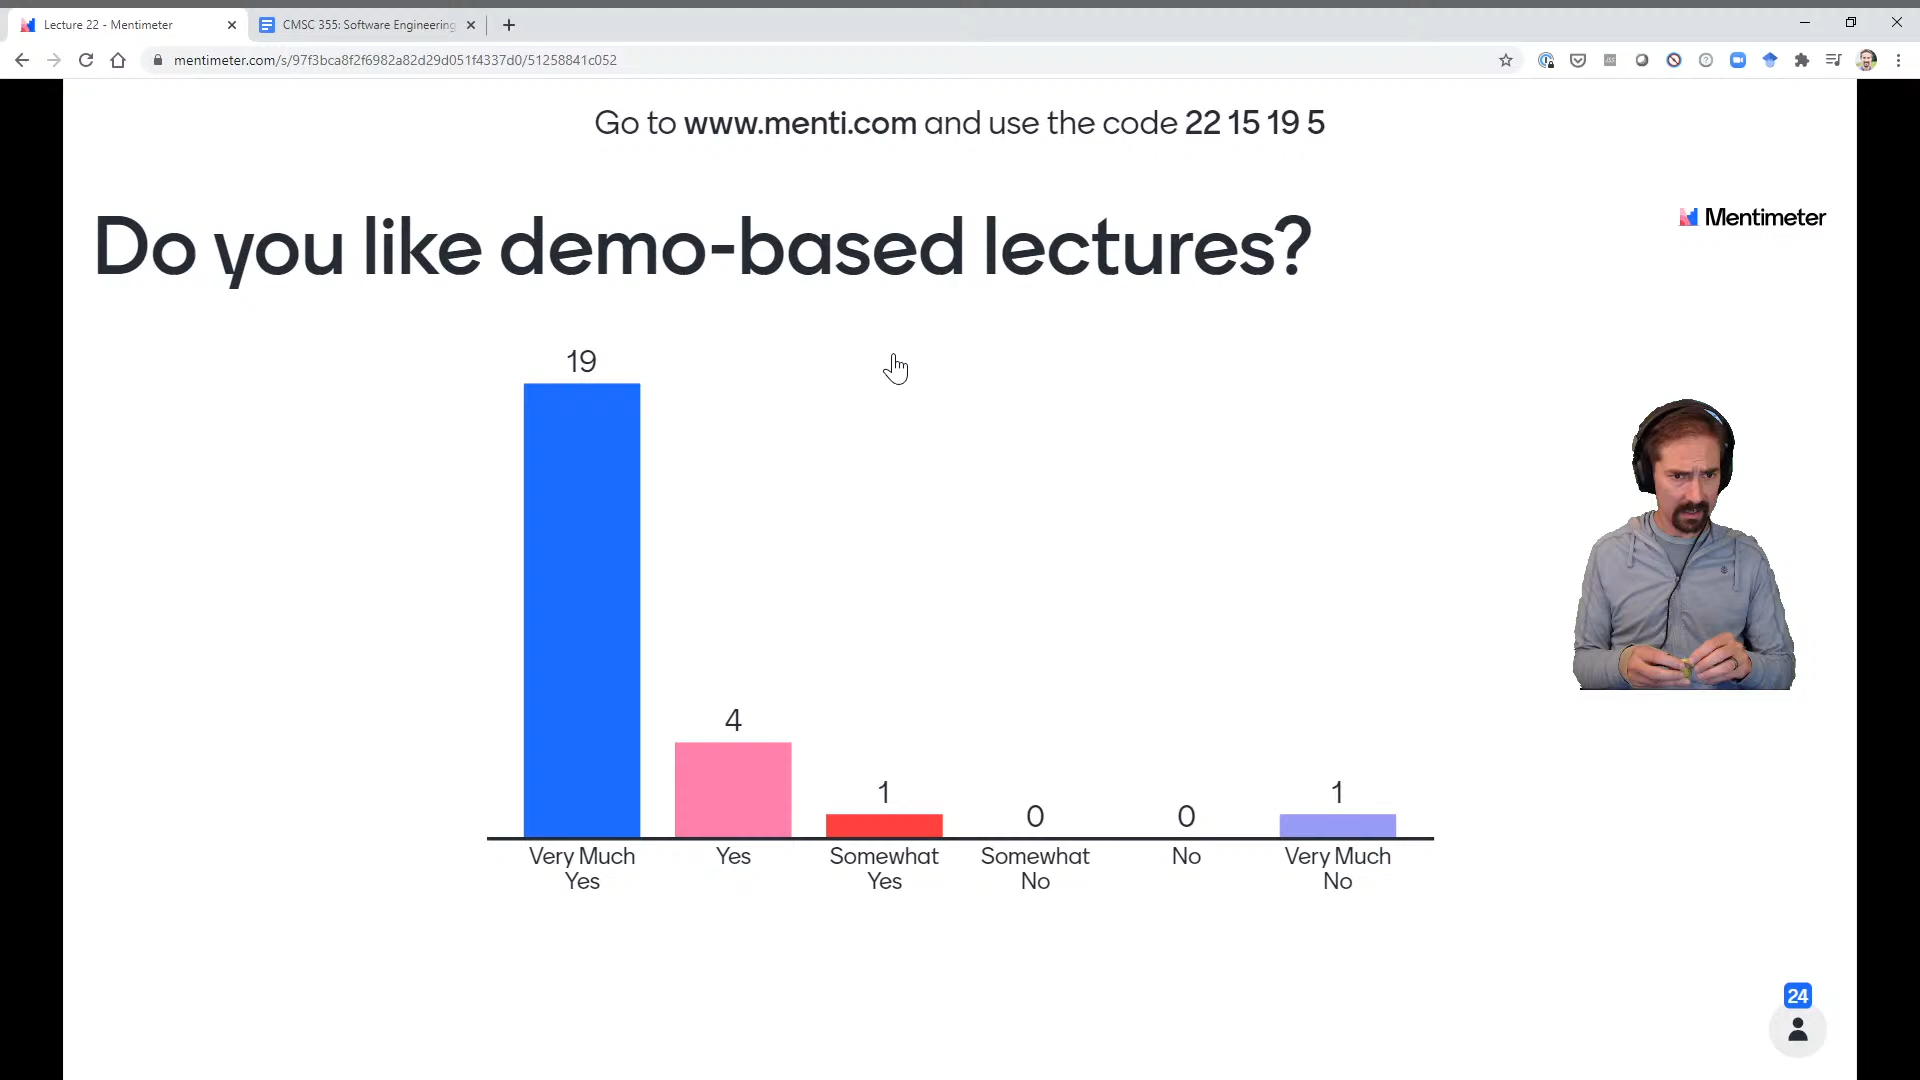 Lecture 22 - Mentimeter
CMSC 355: Software Engineering
mentimeter.com/s/97f3bca8f2f6982a82d29d051f4337d0/51258841c052
Go to www.menti.com and use the code 22 15 19 5
Do you like demo-based lectures?
Mentimeter
19
4
1
0
0
1
Very Much
Yes
Yes
Somewhat
Yes
Somewhat
No
No
Very Much
No
24